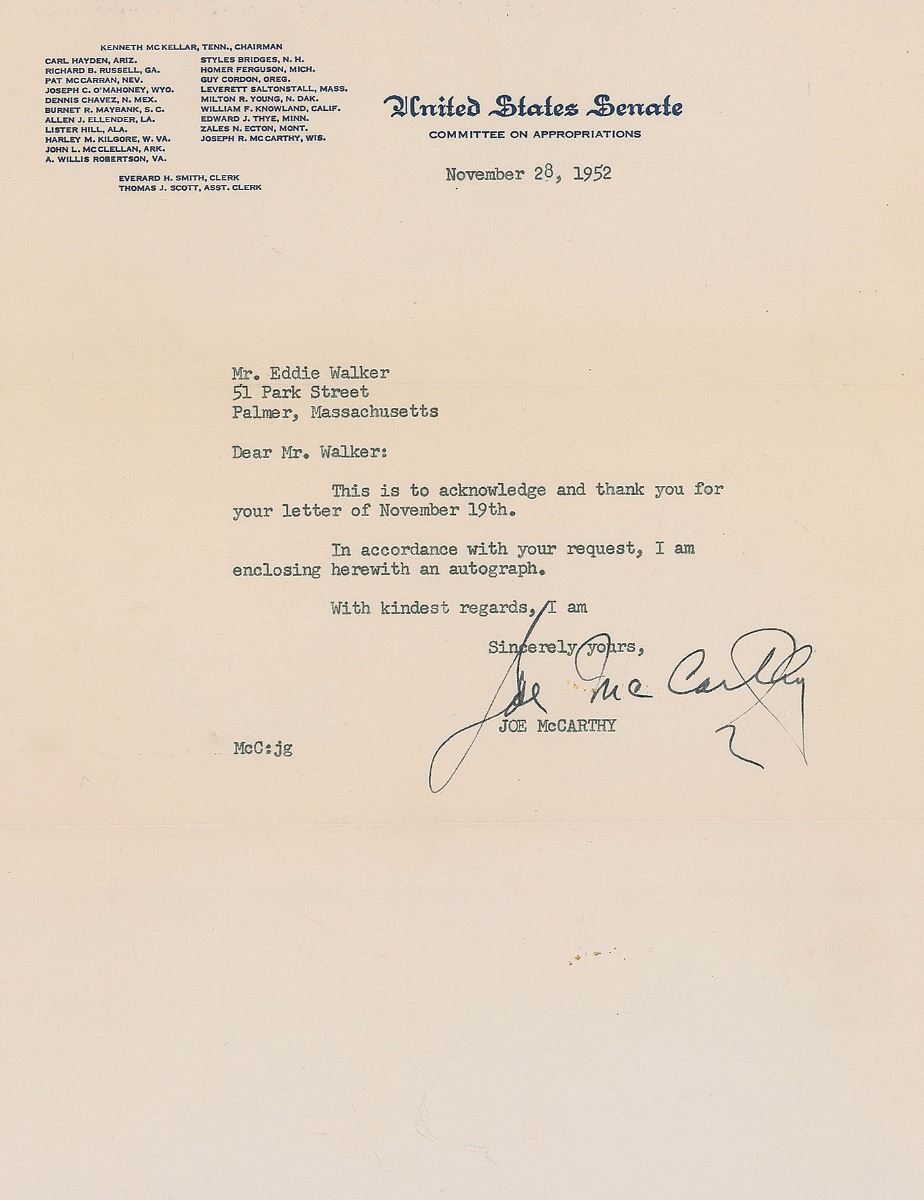 KENNETH MCKELLAR, TENN., CHAIRMAN
CARL HAYDEN, ARIZ.
RICHARD B. RUSSELL, GA.
PAT MCCARRAN, NEV.
JOSEPH C. O'MAHONEY, WYO.
DENNIS CHAVEZ, N. MEX.
BURNET R. MAYBANK, S. C.
ALLEN J. ELLENDER, LA.
LISTER HILL, ALA.
HARLEY M. KILGORE, W. VA.
JOHN L. MCCLELLAN, ARK.
A. WILLIS ROBERTSON, VA.
STYLES BRIDGES, N. H.
HOMER FERGUSON, MICH.
GUY CORDON, OREG.
LEVERETT SALTONSTALL, MASS.
MILTON R. YOUNG, N. DAK.
WILLIAM F. KNOWLAND, CALIF.
EDWARD J. THYE, MINN.
ZALES N. ECTON, MONT.
JOSEPH R. MCCARTHY, WIS.
EVERARD H. SMITH, CLERK
THOMAS J. SCOTT, ASST. CLERK
United States Senate
COMMITTEE ON APPROPRIATIONS
November 28, 1952
Mr. Eddie Walker
51 Park Street
Palmer, Massachusetts
Dear Mr. Walker:
This is to acknowledge and thank you for
your letter of November 19th.
In accordance with your request, I am
enclosing herewith an autograph.
With kindest regards, I am
Sincerely yours,
Joe McCarthy
JOE McCARTHY
McC:jg